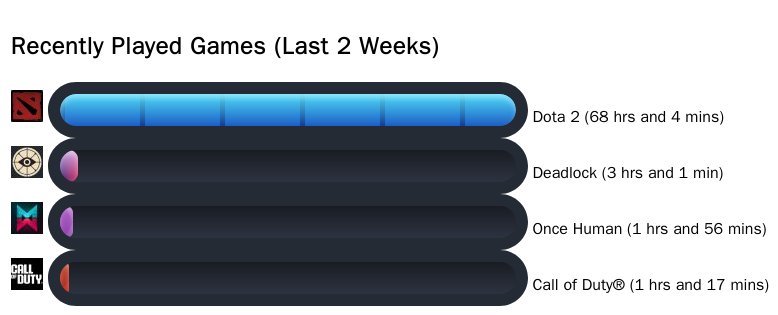 Recently Played Games (Last 2 Weeks)
Dota 2 (68 hrs and 4 mins)
Deadlock (3 hrs and 1 min)
Once Human (1 hrs and 56 mins)
CALL OF DUTY
Call of Duty® (1 hrs and 17 mins)